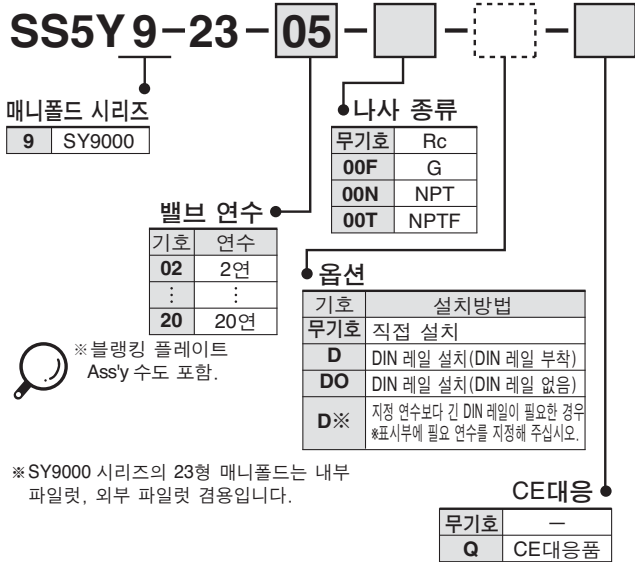 SS5Y 9-23-05- - -
매니폴드 시리즈
9 SY9000
나사 종류
무기호 Rc
00F G
00N NPT
00T NPTF
밸브 연수
기호 연수
02 2연
⋮ ⋮
20 20연
※블랭킹 플레이트
Ass'y 수도 포함.
옵션
기호 설치방법
무기호 직접 설치
D DIN 레일 설치(DIN 레일 부착)
DO DIN 레일 설치(DIN 레일 없음)
D※ 지정 연수보다 긴 DIN 레일이 필요한 경우
※표시부에 필요 연수를 지정해 주십시오.
※SY9000 시리즈의 23형 매니폴드는 내부
파일럿, 외부 파일럿 겸용입니다.
CE대응
무기호 —
Q CE대응품